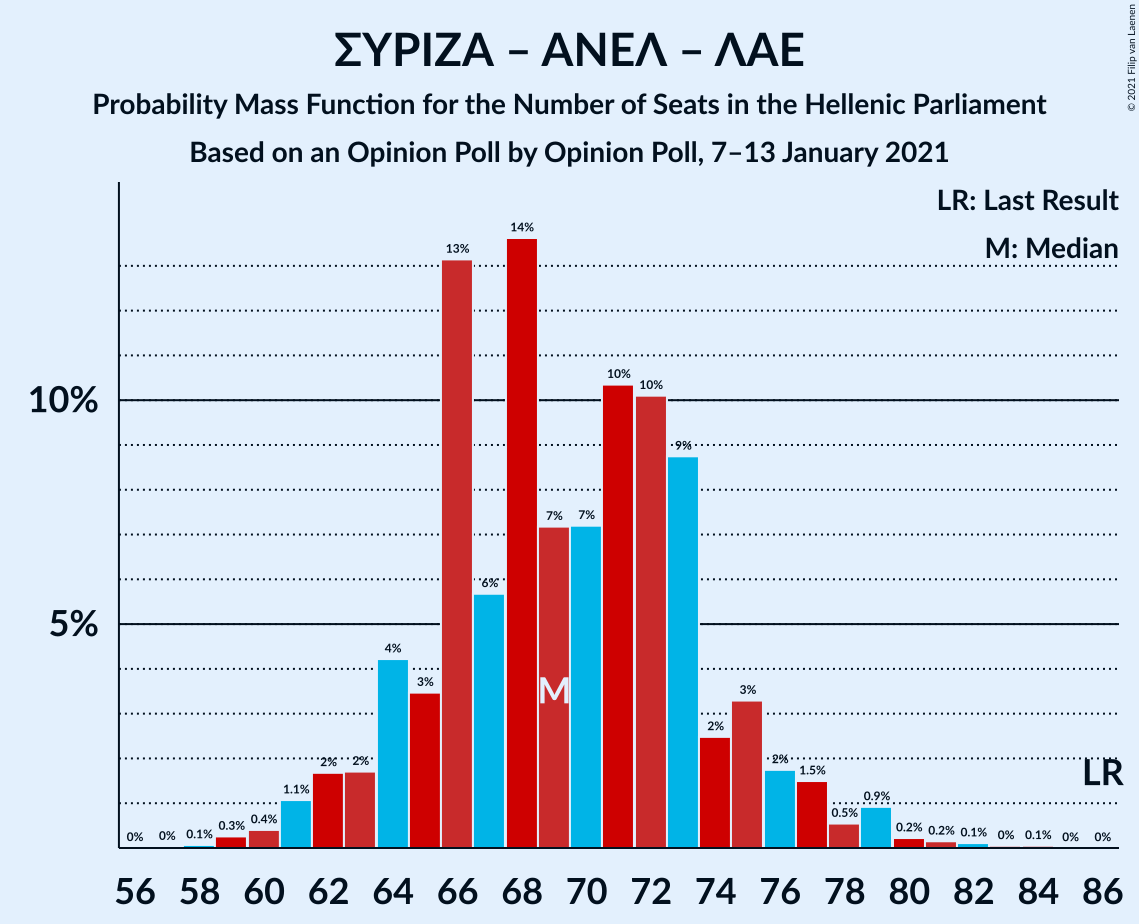 ΣΥΡΙΖΑ – ΑΝΕΛ – ΛΑΕ
Probability Mass Function for the Number of Seats in the Hellenic Parliament
Based on an Opinion Poll by Opinion Poll, 7–13 January 2021
© 2021 Filip van Laenen
LR: Last Result
M: Median
10%
5%
0% 0% 0.1% 0.3% 0.4% 1.1% 2% 2% 4% 3% 13% 6% 14% 7% 7% 10% 10% 9% 2% 3% 2% 1.5% 0.5% 0.9% 0.2% 0.2% 0.1% 0% 0.1% 0% 0%
M
LR
56 58 60 62 64 66 68 70 72 74 76 78 80 82 84 86